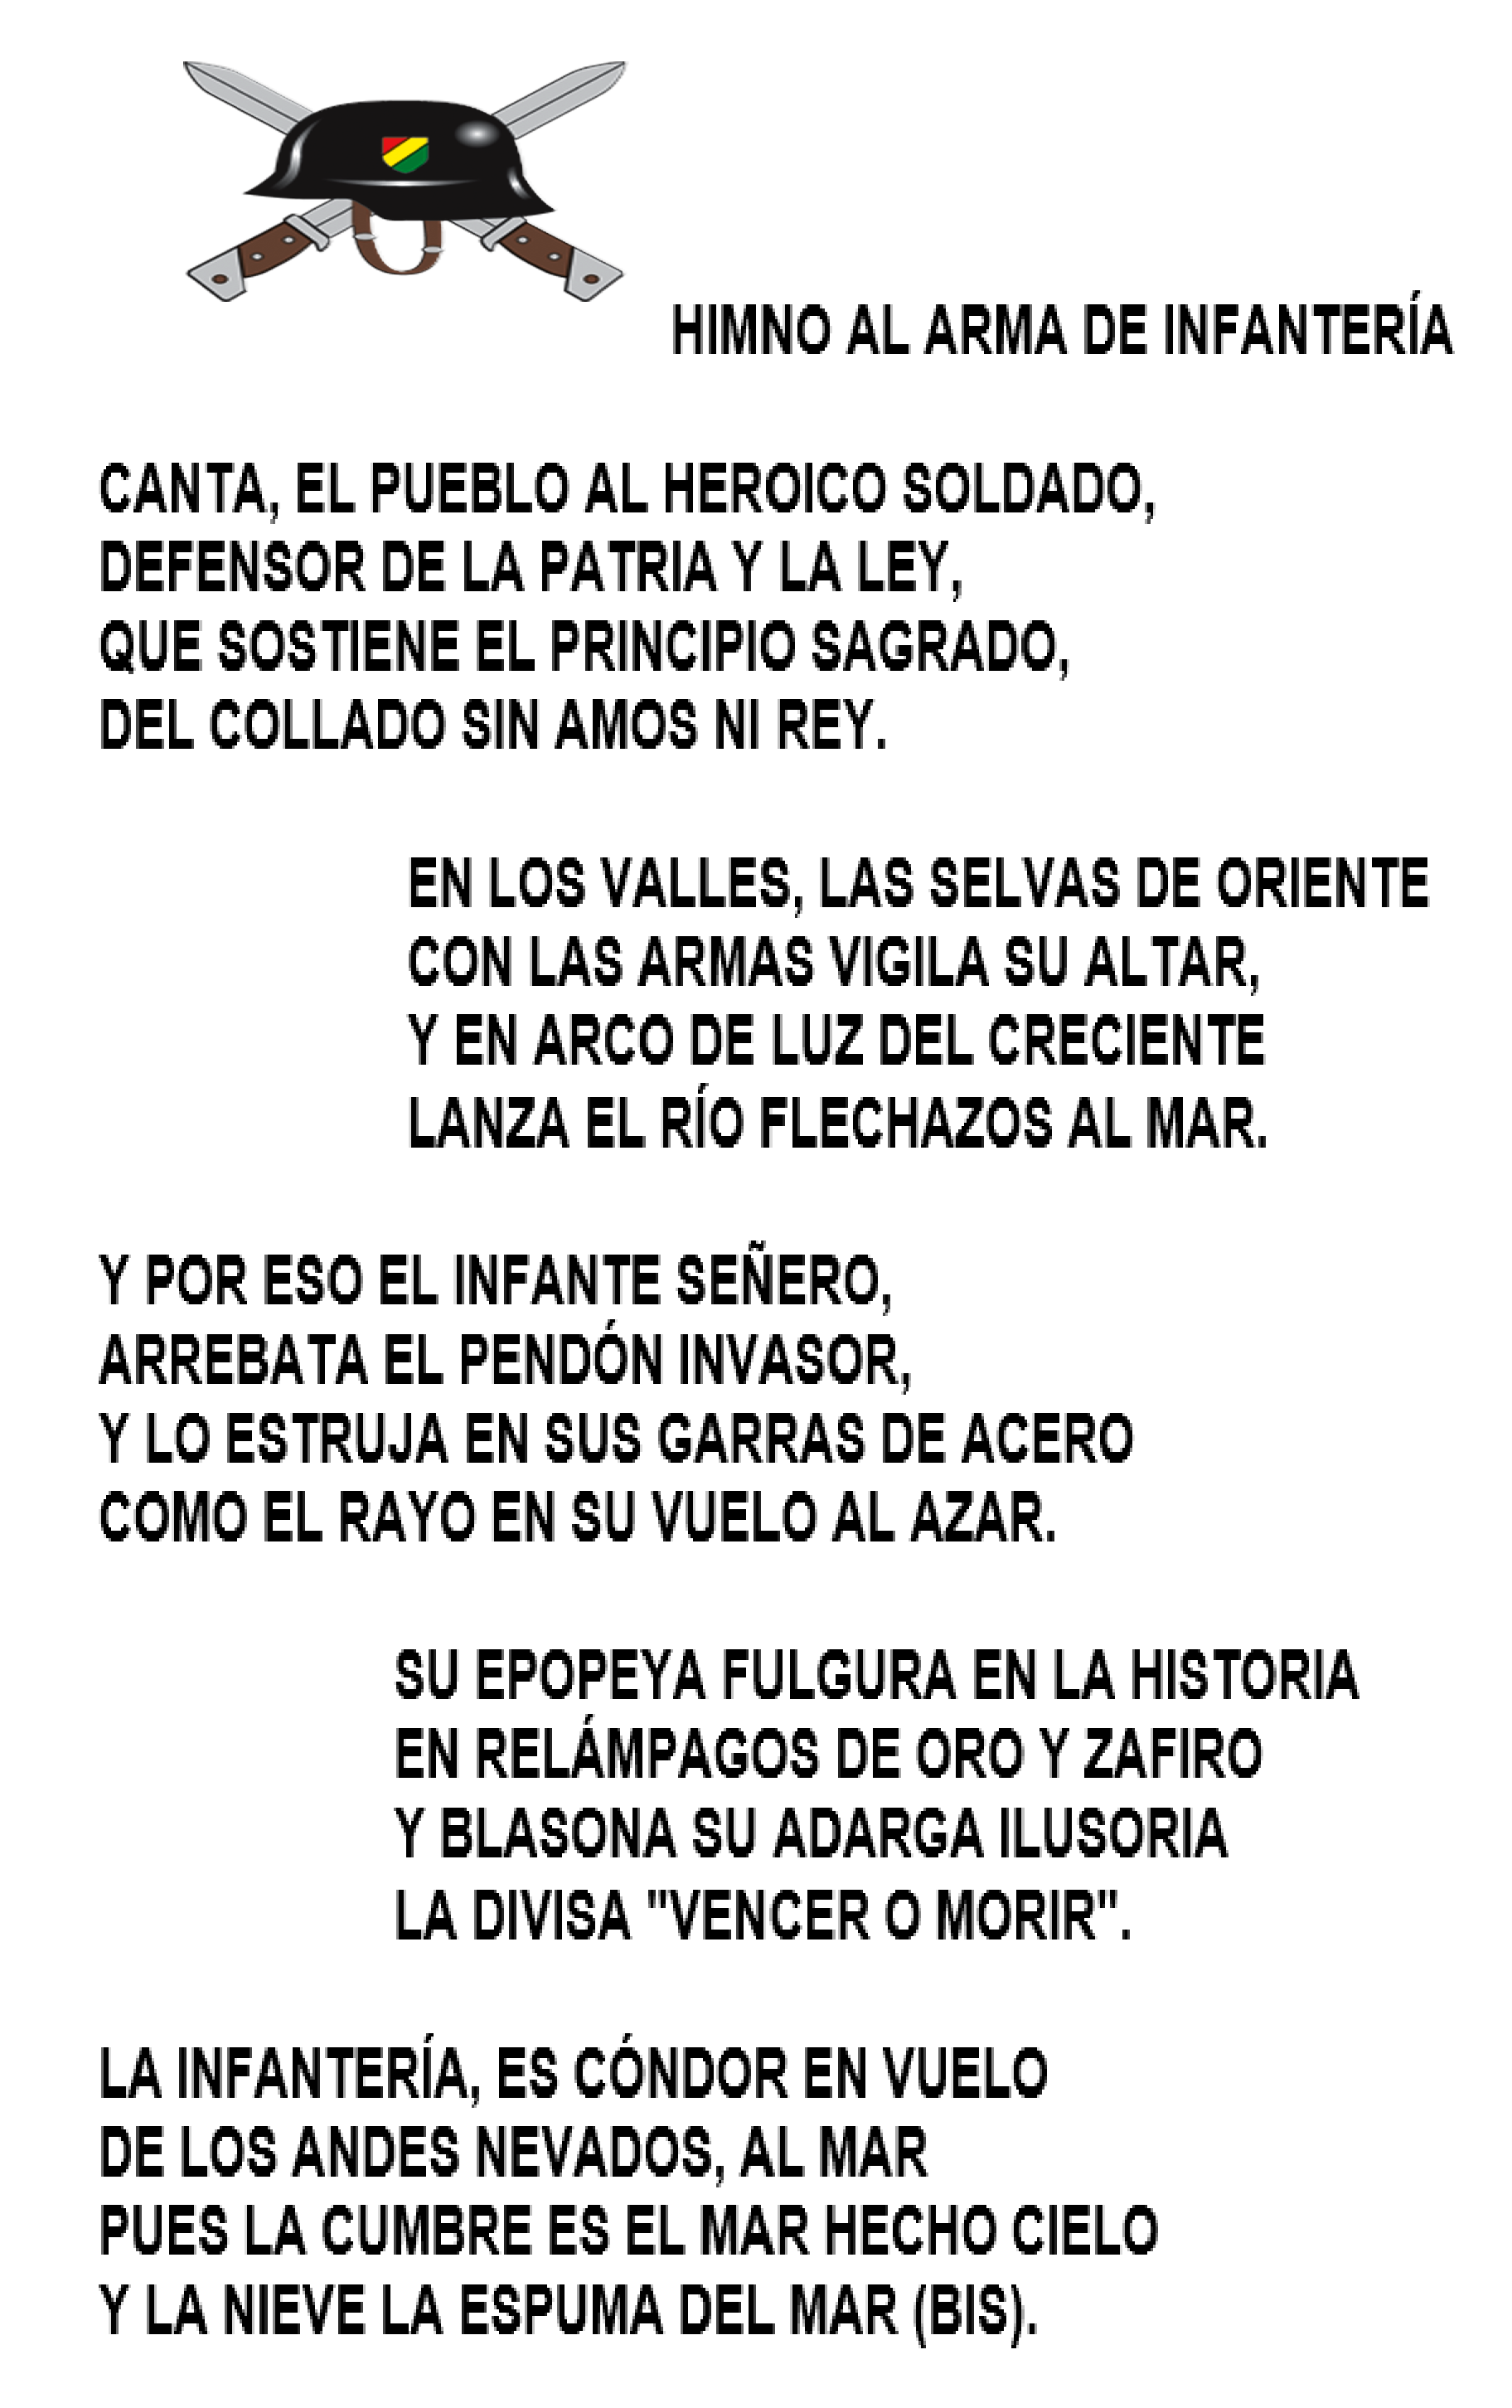 HIMNO AL ARMA DE INFANTERÍA
CANTA, EL PUEBLO AL HEROICO SOLDADO,
DEFENSOR DE LA PATRIA Y LA LEY,
QUE SOSTIENE EL PRINCIPIO SAGRADO,
DEL COLLADO SIN AMOS NI REY.
EN LOS VALLES, LAS SELVAS DE ORIENTE
CON LAS ARMAS VIGILA SU ALTAR,
Y EN ARCO DE LUZ DEL CRECIENTE
LANZA EL RÍO FLECHAZOS AL MAR.
Y POR ESO EL INFANTE SEÑERO,
ARREBATA EL PENDÓN INVASOR,
Y LO ESTRUJA EN SUS GARRAS DE ACERO
COMO EL RAYO EN SU VUELO AL AZAR.
SU EPOPEYA FULGURA EN LA HISTORIA
EN RELÁMPAGOS DE ORO Y ZAFIRO
Y BLASONA SU ADARGA ILUSORIA
LA DIVISA "VENCER O MORIR".
LA INFANTERÍA, ES CÓNDOR EN VUELO
DE LOS ANDES NEVADOS, AL MAR
PUES LA CUMBRE ES EL MAR HECHO CIELO
Y LA NIEVE LA ESPUMA DEL MAR (BIS).